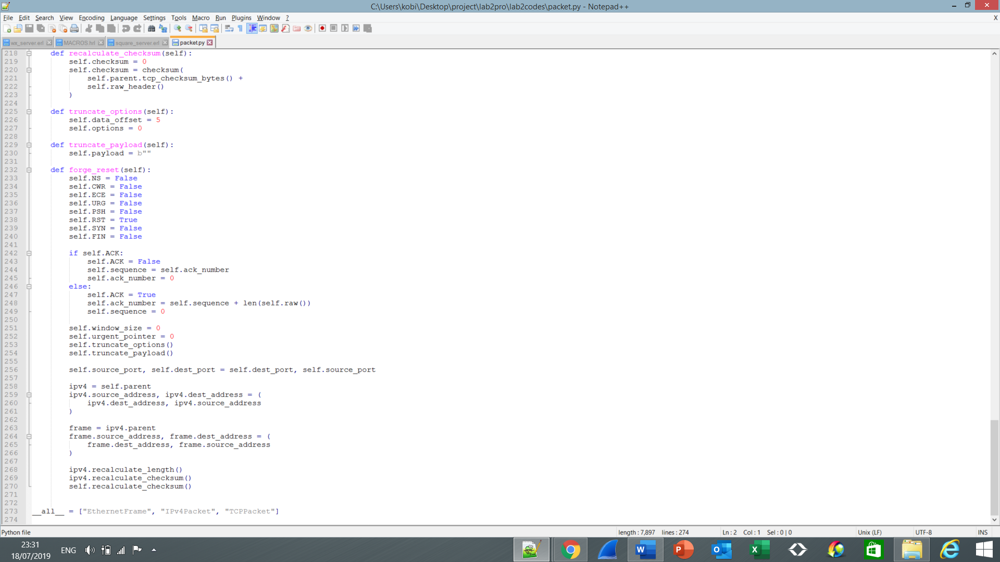 C:\Users\kobi\Desktop\project\lab2pro\lab2codes\packet.py - Notepad++
File Edit Search View Encoding Language Settings Tools Macro Run Plugins Window ? X
wx_server.erl MACROS.hrl square_server.erl packet.py
218 def recalculate_checksum(self):
219 self.checksum = 0
220 self.checksum = checksum(
221 self.parent.tcp_checksum_bytes() +
222 self.raw_header()
223 )
224
225 def truncate_options(self):
226 self.data_offset = 5
227 self.options = 0
228
229 def truncate_payload(self):
230 self.payload = b""
231
232 def forge_reset(self):
233 self.NS = False
234 self.CWR = False
235 self.ECE = False
236 self.URG = False
237 self.PSH = False
238 self.RST = True
239 self.SYN = False
240 self.FIN = False
241
242 if self.ACK:
243 self.ACK = False
244 self.sequence = self.ack_number
245 self.ack_number = 0
246 else:
247 self.ACK = True
248 self.ack_number = self.sequence + len(self.raw())
249 self.sequence = 0
250
251 self.window_size = 0
252 self.urgent_pointer = 0
253 self.truncate_options()
254 self.truncate_payload()
255
256 self.source_port, self.dest_port = self.dest_port, self.source_port
257
258 ipv4 = self.parent
259 ipv4.source_address, ipv4.dest_address = (
260 ipv4.dest_address, ipv4.source_address
261 )
262
263 frame = ipv4.parent
264 frame.source_address, frame.dest_address = (
265 frame.dest_address, frame.source_address
266 )
267
268 ipv4.recalculate_length()
269 ipv4.recalculate_checksum()
270 self.recalculate_checksum()
271
272
273 __all__ = ["EthernetFrame", "IPv4Packet", "TCPPacket"]
274
Python file length : 7,897 lines : 274 Ln : 2 Col : 1 Sel : 0 | 0 Unix (LF) UTF-8 INS
23:31
ENG
18/07/2019